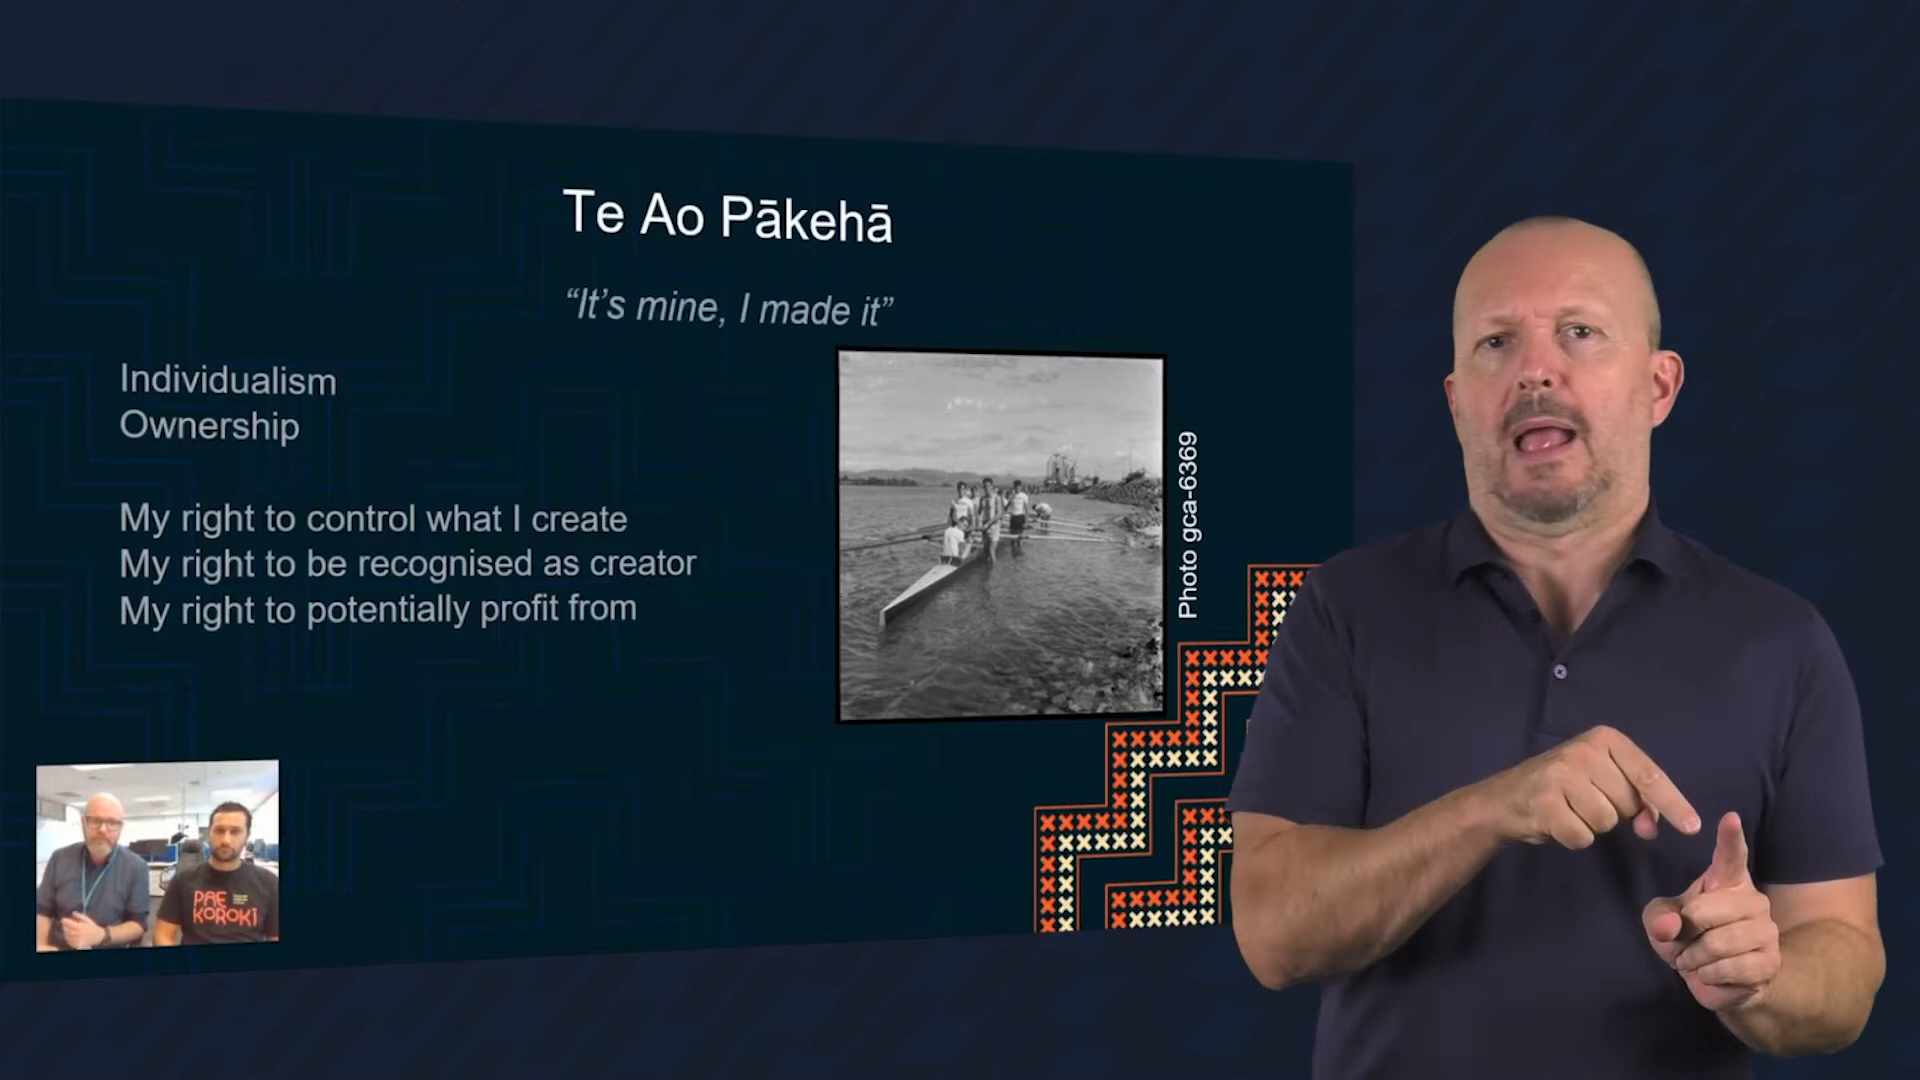 Te Ao Pākehā
“It’s mine, I made it”
Individualism
Ownership
My right to control what I create
My right to be recognised as creator
My right to potentially profit from
Photo gca-6369
PAE
KOROKĪ